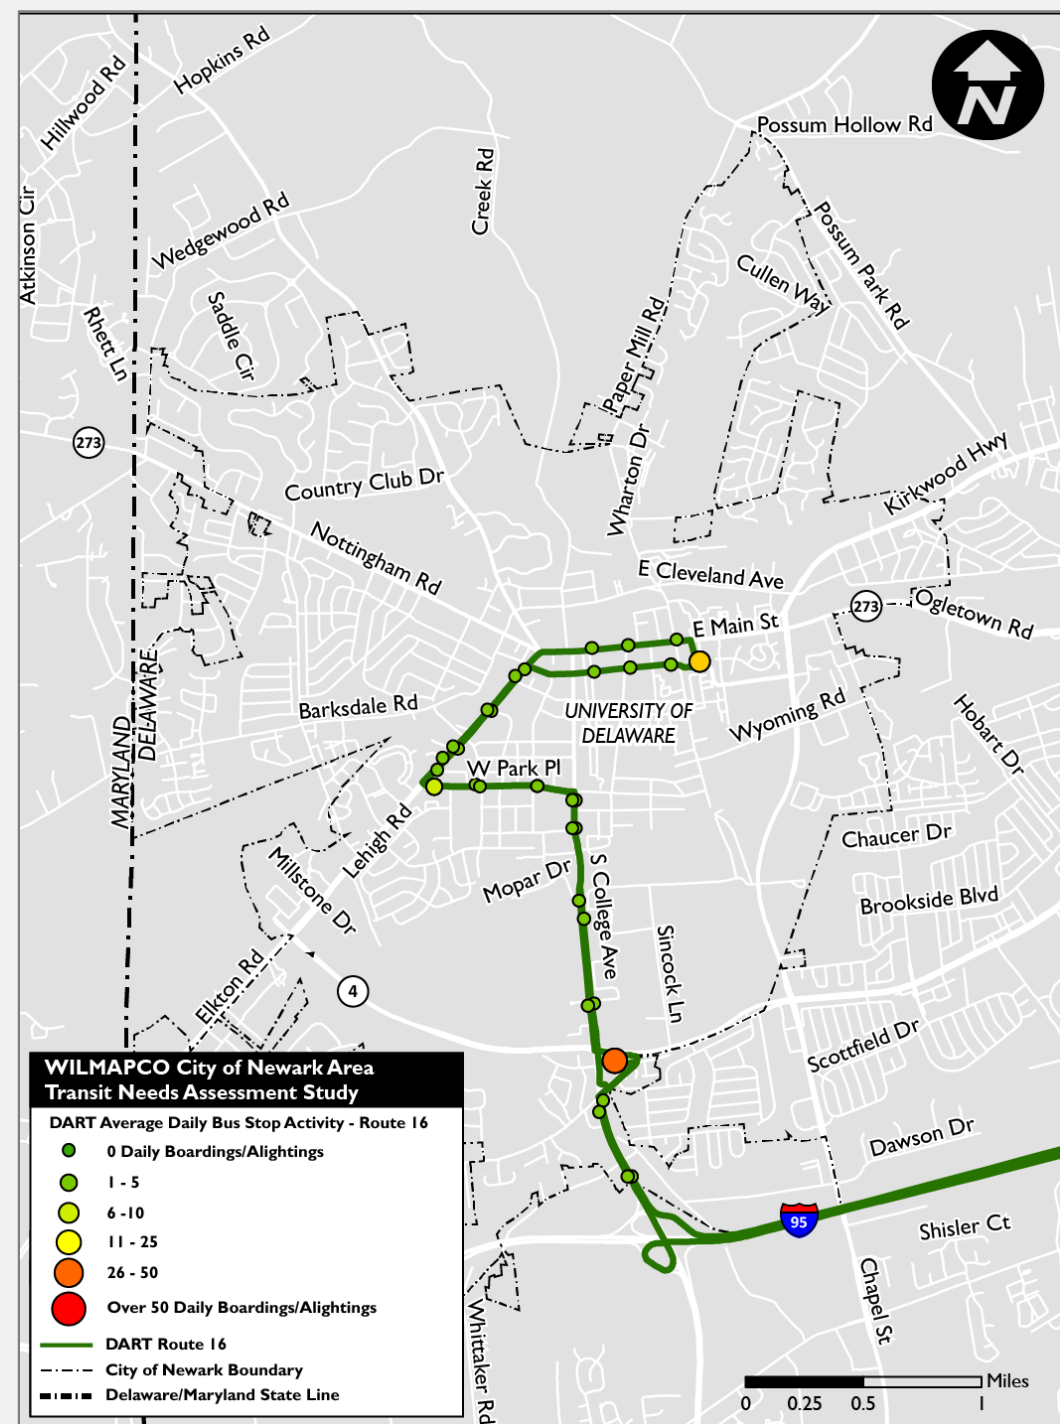 Hopkins Rd
Hillwood Rd
N
Possum Hollow Rd
Creek Rd
Atkinson Cir
Wedgewood Rd
Possum Park Rd
Cullen Way
Saddle Cir
Rhett Ln
Paper Mill Rd
273
Wharton Dr
Kirkwood Hwy
Country Club Dr
Nottingham Rd
E Cleveland Ave
273
Ogletown Rd
E Main St
MARYLAND
DELAWARE
Barksdale Rd
UNIVERSITY OF
DELAWARE
Wyoming Rd
Hobart Dr
W Park Pl
Lehigh Rd
Chaucer Dr
Millstone Dr
Mopar Dr
S College Ave
Brookside Blvd
Sincock Ln
Elkton Rd
4
Scottfield Dr
WILMAPCO City of Newark Area
Transit Needs Assessment Study
DART Average Daily Bus Stop Activity - Route 16
0 Daily Boardings/Alightings
1 - 5
6 -10
11 - 25
26 - 50
Over 50 Daily Boardings/Alightings
DART Route 16
City of Newark Boundary
Delaware/Maryland State Line
Dawson Dr
95
Shisler Ct
Chapel St
Whittaker Rd
Miles
0 0.25 0.5 1